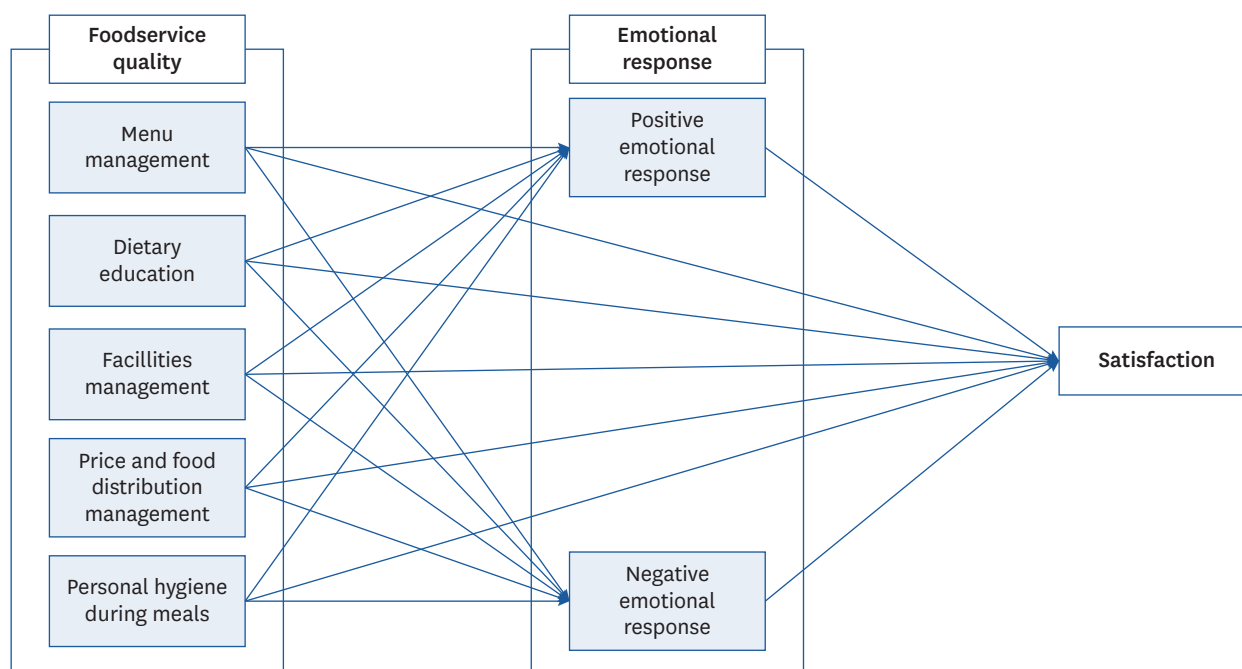 Foodservice
quality
Menu
management
Dietary
education
Facillities
management
Price and food
distribution
management
Personal hygiene
during meals
Emotional
response
Positive
emotional
response
Negative
emotional
response
Satisfaction